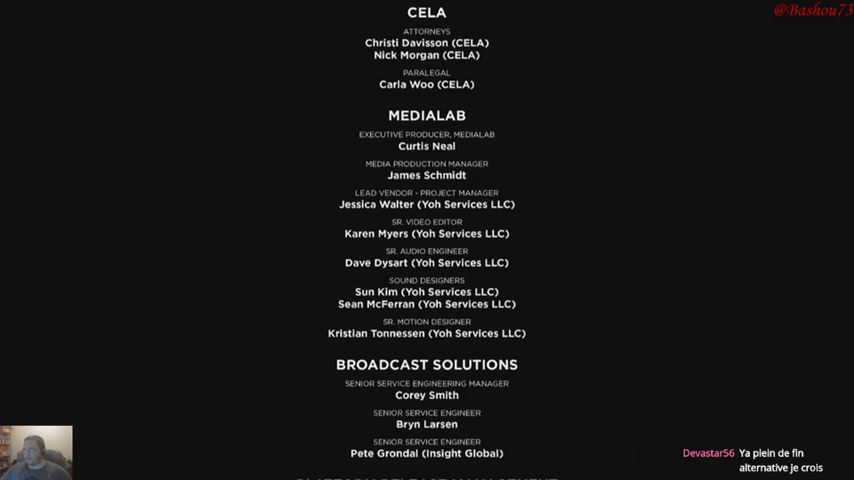 @Bashou73
CELA
ATTORNEYS
Christi Davisson (CELA)
Nick Morgan (CELA)
PARALEGAL
Carla Woo (CELA)
MEDIALAB
EXECUTIVE PRODUCER, MEDIALAB
Curtis Neal
MEDIA PRODUCTION MANAGER
James Schmidt
LEAD VENDOR - PROJECT MANAGER
Jessica Walter (Yoh Services LLC)
SR. VIDEO EDITOR
Karen Myers (Yoh Services LLC)
SR. AUDIO ENGINEER
Dave Dysart (Yoh Services LLC)
SOUND DESIGNERS
Sun Kim (Yoh Services LLC)
Sean McFerran (Yoh Services LLC)
SR. MOTION DESIGNER
Kristian Tonnessen (Yoh Services LLC)
BROADCAST SOLUTIONS
SENIOR SERVICE ENGINEERING MANAGER
Corey Smith
SENIOR SERVICE ENGINEER
Bryn Larsen
SENIOR SERVICE ENGINEER
Pete Grondal (Insight Global)
Devastar56 Ya plein de fin
alternative je crois